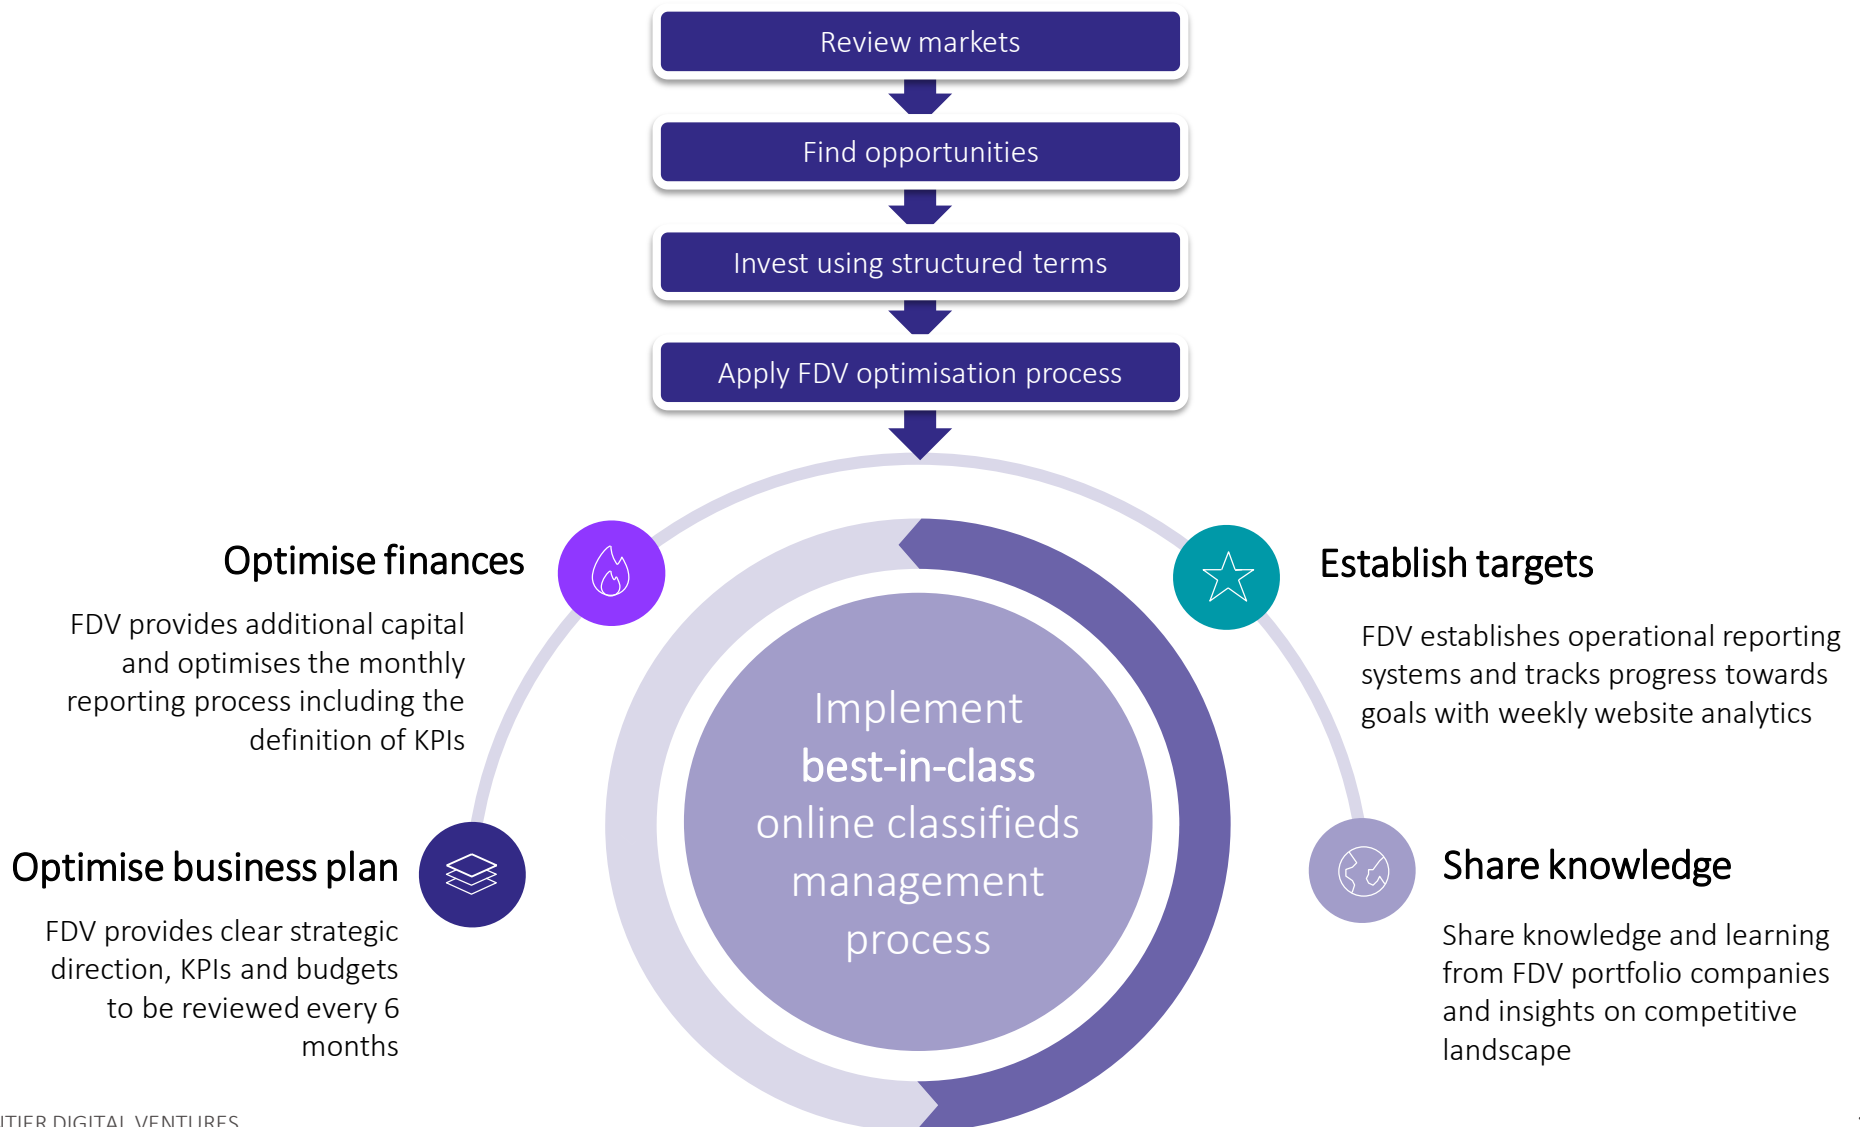 Review markets
Find opportunities
Invest using structured terms
Apply FDV optimisation process
Optimise finances
FDV provides additional capital
and optimises the monthly
reporting process including the
definition of KPIs
Optimise business plan
FDV provides clear strategic
direction, KPIs and budgets
to be reviewed every 6
months
Implement
best-in-class
online classifieds
management
process
Establish targets
FDV establishes operational reporting
systems and tracks progress towards
goals with weekly website analytics
Share knowledge
Share knowledge and learning
from FDV portfolio companies
and insights on competitive
landscape
DIGITAL VENTURES